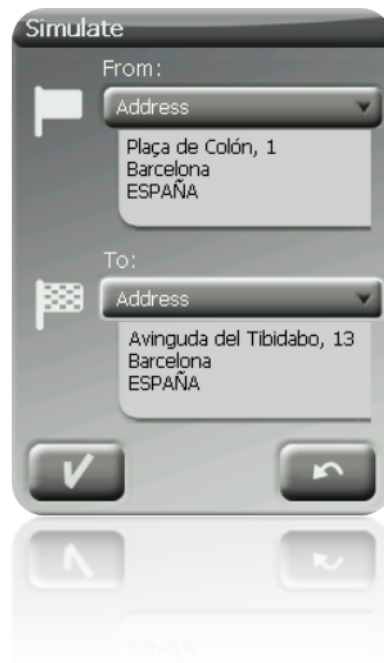 Simulate
From:
Address
Plaça de Colón, 1
Barcelona
ESPAÑA
To:
Address
Avinguda del Tibidabo, 13
Barcelona
ESPAÑA